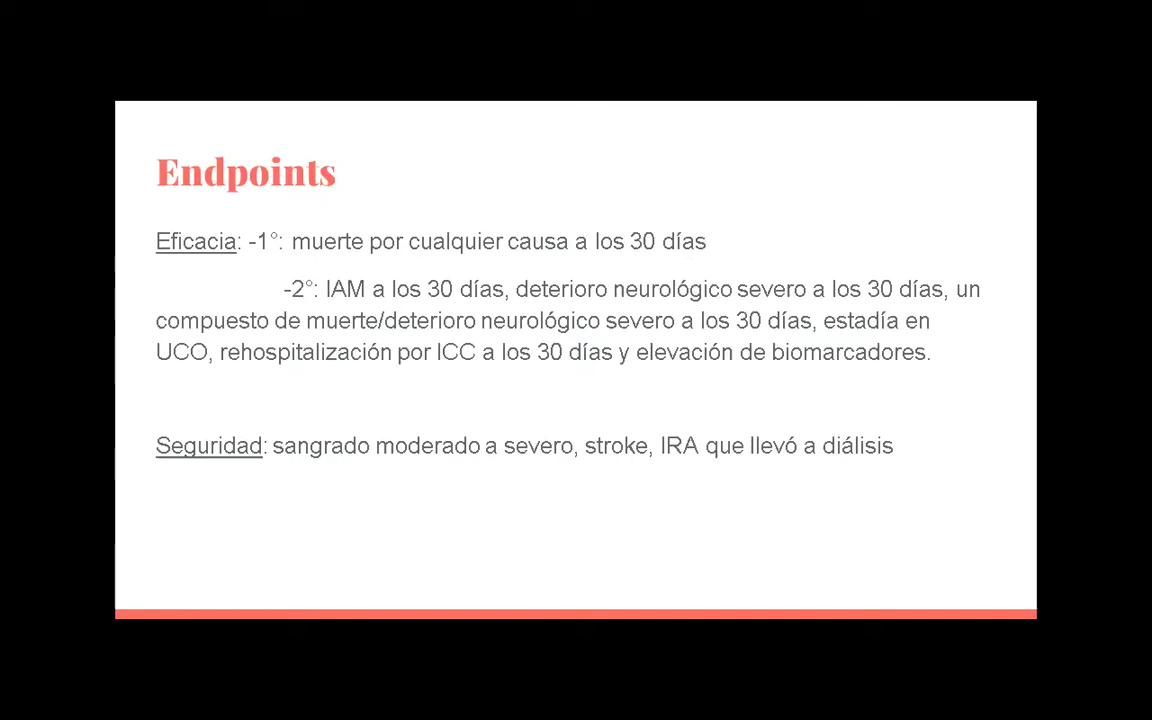 Endpoints
Eficacia: -1°: muerte por cualquier causa a los 30 días
-2°: IAM a los 30 días, deterioro neurológico severo a los 30 días, un
compuesto de muerte/deterioro neurológico severo a los 30 días, estadía en
UCO, rehospitalización por ICC a los 30 días y elevación de biomarcadores.
Seguridad: sangrado moderado a severo, stroke, IRA que llevó a diálisis